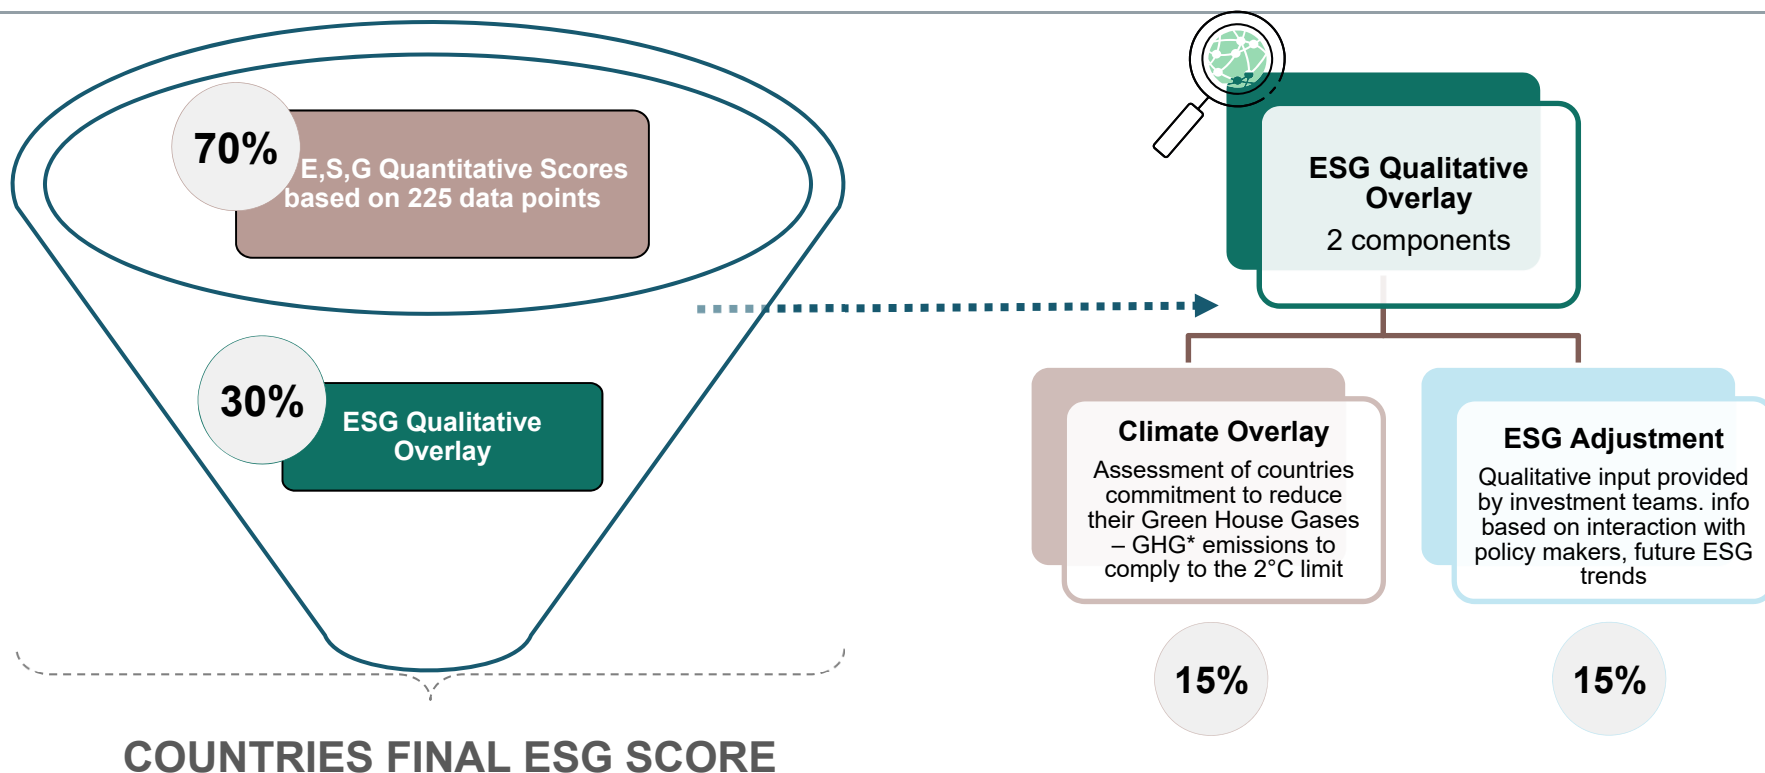 70%
E,S,G Quantitative Scores
based on 225 data points
30%
ESG Qualitative
Overlay
COUNTRIES FINAL ESG SCORE
ESG Qualitative
Overlay
2 components
Climate Overlay
Assessment of countries
commitment to reduce
their Green House Gases
– GHG* emissions to
comply to the 2°C limit
15%
ESG Adjustment
Qualitative input provided
by investment teams. info
based on interaction with
policy makers, future ESG
trends
15%